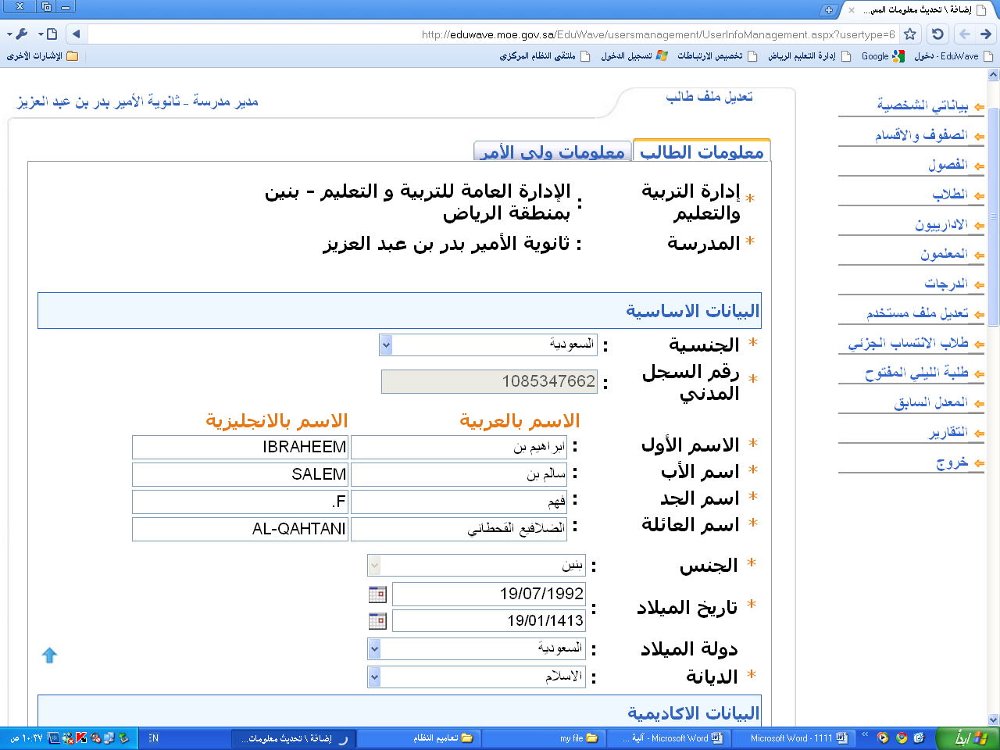 إضافة \ تحديث معلومات المس...
http://eduwave.moe.gov.sa/EduWave/usersmanagement/UserInfoManagement.aspx?usertype=6
EduWave - دخول
Google
إدارة التعليم الرياض
تخصيص الارتباطات
تسجيل الدخول
ملتقى النظام المركزي
الإشارات الأخرى
تعديل ملف طالب
مدير مدرسة - ثانوية الأمير بدر بن عبد العزيز
بياناتي الشخصية
الصفوف والاقسام
الفصول
الطلاب
الاداريييون
المعلمون
الدرجات
تعديل ملف مستخدم
طلاب الانتساب الجزئي
طلبة الليلي المفتوح
المعدل السابق
التقارير
خروج
معلومات الطالب
معلومات ولي الأمر
* إدارة التربية والتعليم : الإدارة العامة للتربية و التعليم - بنين بمنطقة الرياض
* المدرسة : ثانوية الأمير بدر بن عبد العزيز
البيانات الاساسية
* الجنسية : السعودية
* رقم السجل المدني : 1085347662
الاسم بالعربية الاسم بالانجليزية
* الاسم الأول : ابراهيم بن IBRAHEEM
* اسم الأب : سالم بن SALEM
* اسم الجد : فهم F.
* اسم العائلة : الضلافيع القحطاني AL-QAHTANI
* الجنس : بنين
* تاريخ الميلاد : 19/07/1992
19/01/1413
دولة الميلاد : السعودية
* الديانة : الاسلام
البيانات الاكاديمية
ابدأ
Microsoft Word - 1111
Microsoft Word - آلية ...
my file
تعاميم النظام
إضافة \ تحديث معلومات...
EN
١٠:٣٧ ص